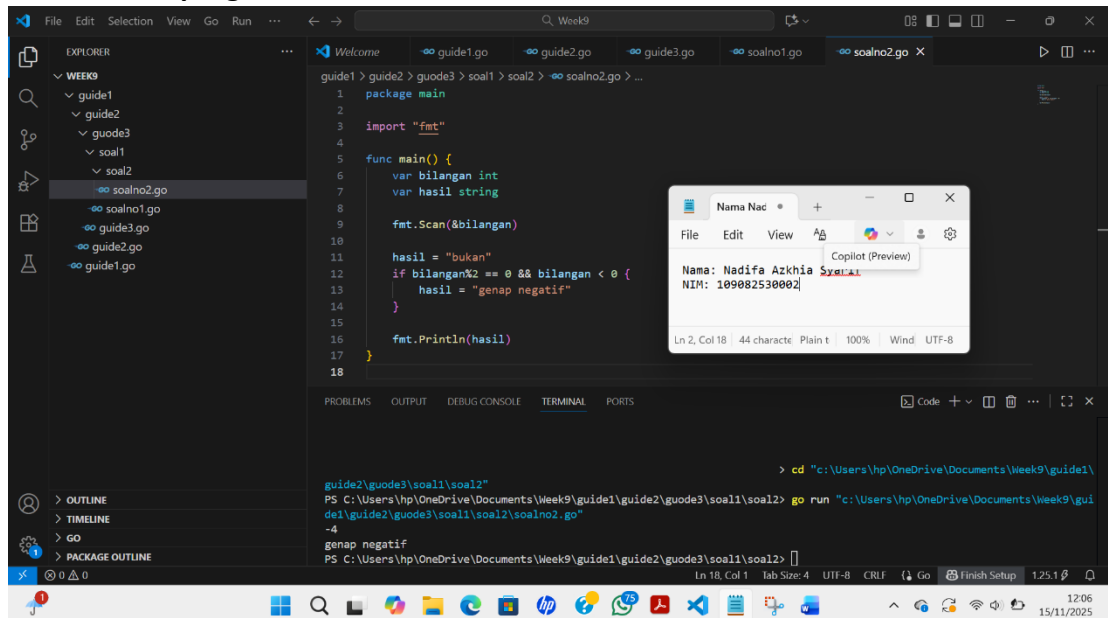 File Edit Selection View Go Run ···
Week9
EXPLORER ···
WEEK9
guide1
guide2
guode3
soal1
soal2
soalno2.go
soalno1.go
guide3.go
guide2.go
guide1.go
OUTLINE
TIMELINE
GO
PACKAGE OUTLINE
Welcome guide1.go guide2.go guide3.go soalno1.go soalno2.go
guide1 > guide2 > guode3 > soal1 > soal2 > soalno2.go > ...
1 package main
2
3 import "fmt"
4
5 func main() {
6 var bilangan int
7 var hasil string
8
9 fmt.Scan(&bilangan)
10
11 hasil = "bukan"
12 if bilangan%2 == 0 && bilangan < 0 {
13 hasil = "genap negatif"
14 }
15
16 fmt.Println(hasil)
17 }
18
Nama Nad
File Edit View
Copilot (Preview)
Nama: Nadifa Azkhia Syarif
NIM: 109082530002
Ln 2, Col 18 44 characte Plain t 100% Wind UTF-8
PROBLEMS OUTPUT DEBUG CONSOLE TERMINAL PORTS
Code
> cd "c:\Users\hp\OneDrive\Documents\Week9\guide1\
guide2\guode3\soal1\soal2"
PS C:\Users\hp\OneDrive\Documents\Week9\guide1\guide2\guode3\soal1\soal2> go run "c:\Users\hp\OneDrive\Documents\Week9\gui
de1\guide2\guode3\soal1\soal2\soalno2.go"
-4
genap negatif
PS C:\Users\hp\OneDrive\Documents\Week9\guide1\guide2\guode3\soal1\soal2>
1
0 0
Ln 18, Col 1 Tab Size: 4 UTF-8 CRLF Go Finish Setup 1.25.1
75
12:06
15/11/2025